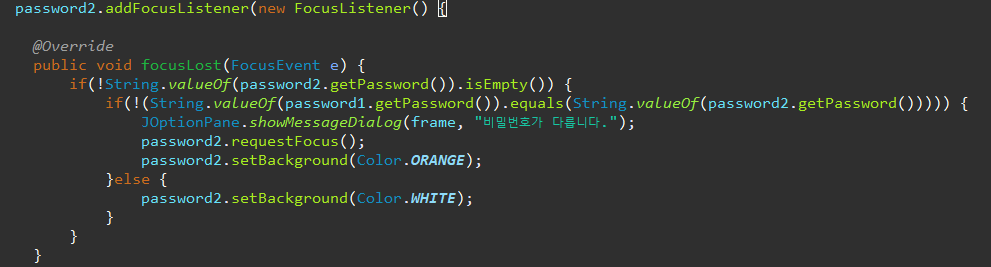 password2.addFocusListener(new FocusListener() {
@Override
public void focusLost(FocusEvent e) {
if(!String.valueOf(password2.getPassword()).isEmpty()) {
if(!(String.valueOf(password1.getPassword()).equals(String.valueOf(password2.getPassword())))) {
JOptionPane.showMessageDialog(frame, "비밀번호가 다릅니다.");
password2.requestFocus();
password2.setBackground(Color.ORANGE);
}else {
password2.setBackground(Color.WHITE);
}
}
}